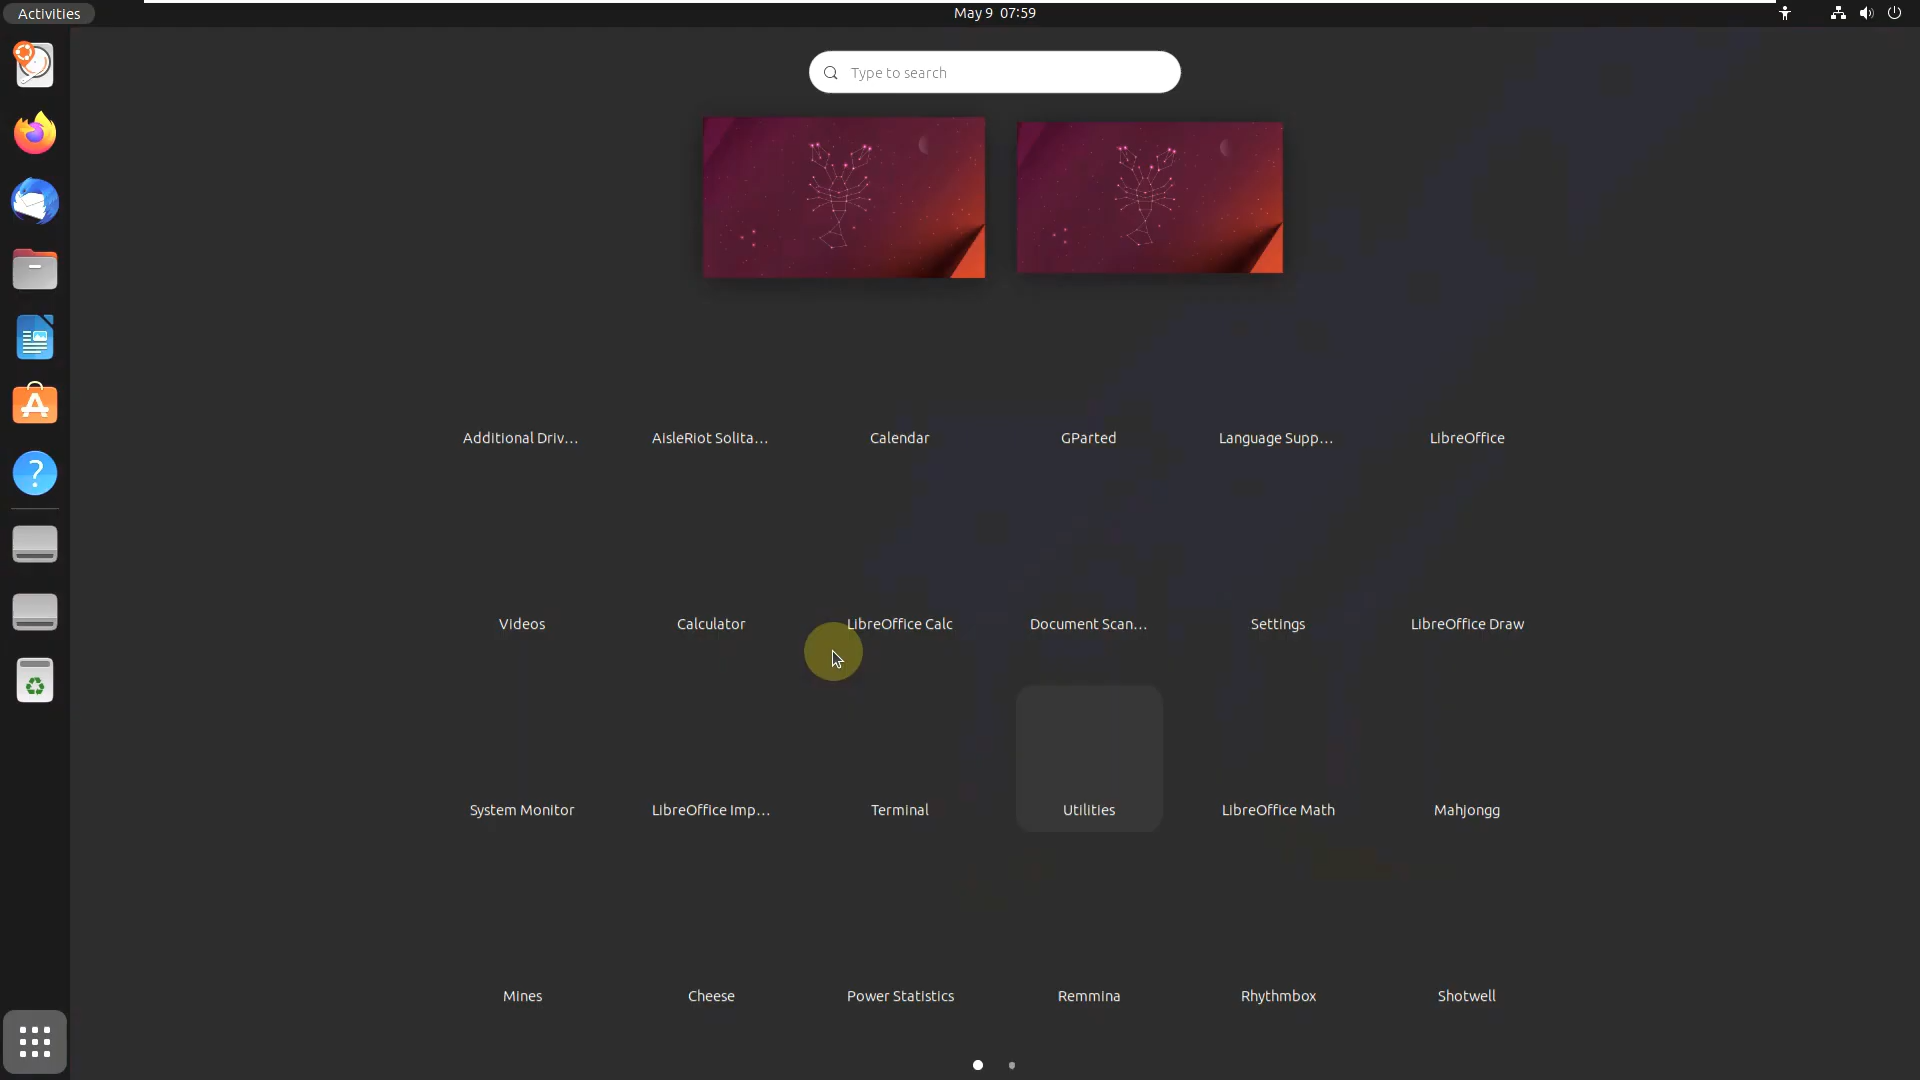 Activities
May 9 07:59
Type to search
Additional Driv...
AisleRiot Solita...
Calendar
GParted
Language Supp...
LibreOffice
Videos
Calculator
LibreOffice Calc
Document Scan...
Settings
LibreOffice Draw
System Monitor
LibreOffice Imp...
Terminal
Utilities
LibreOffice Math
Mahjongg
Mines
Cheese
Power Statistics
Remmina
Rhythmbox
Shotwell